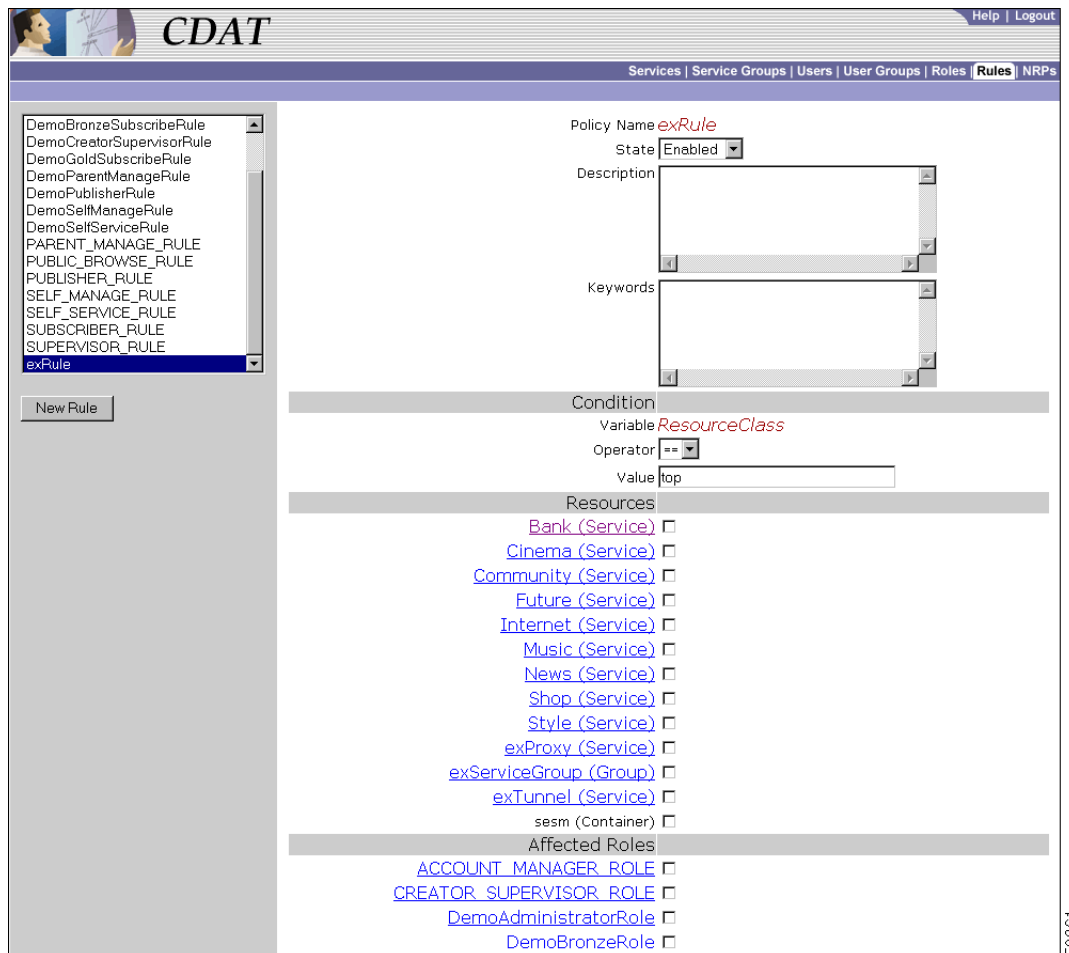 CDAT
Help | Logout
Services | Service Groups | Users | User Groups | Roles | Rules | NRPs
DemoBronzeSubscribeRule
DemoCreatorSupervisorRule
DemoGoldSubscribeRule
DemoParentManageRule
DemoPublisherRule
DemoSelfManageRule
DemoSelfServiceRule
PARENT_MANAGE_RULE
PUBLIC_BROWSE_RULE
PUBLISHER_RULE
SELF_MANAGE_RULE
SELF_SERVICE_RULE
SUBSCRIBER_RULE
SUPERVISOR_RULE
exRule
New Rule
Policy Name exRule
State Enabled
Description
Keywords
Condition
Variable ResourceClass
Operator ==
Value top
Resources
Bank (Service)
Cinema (Service)
Community (Service)
Future (Service)
Internet (Service)
Music (Service)
News (Service)
Shop (Service)
Style (Service)
exProxy (Service)
exServiceGroup (Group)
exTunnel (Service)
sesm (Container)
Affected Roles
ACCOUNT_MANAGER_ROLE
CREATOR_SUPERVISOR_ROLE
DemoAdministratorRole
DemoBronzeRole